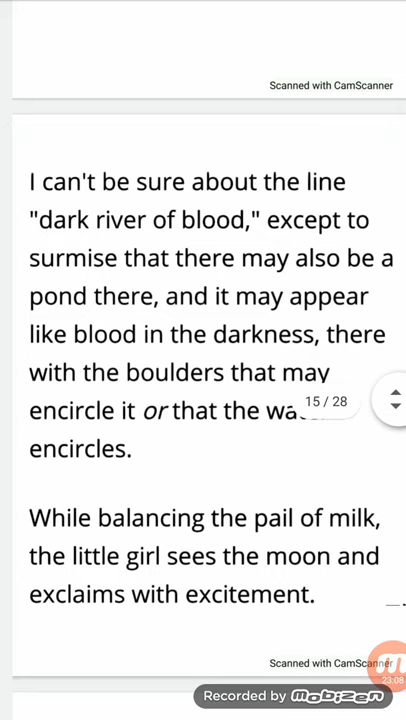 Scanned with CamScanner
I can't be sure about the line
"dark river of blood," except to
surmise that there may also be a
pond there, and it may appear
like blood in the darkness, there
with the boulders that may
encircle it or that the
15 / 28
encircles.
While balancing the pail of milk,
the little girl sees the moon and
exclaims with excitement.
Scanned with CamScanner
23:08
Recorded by mobizen